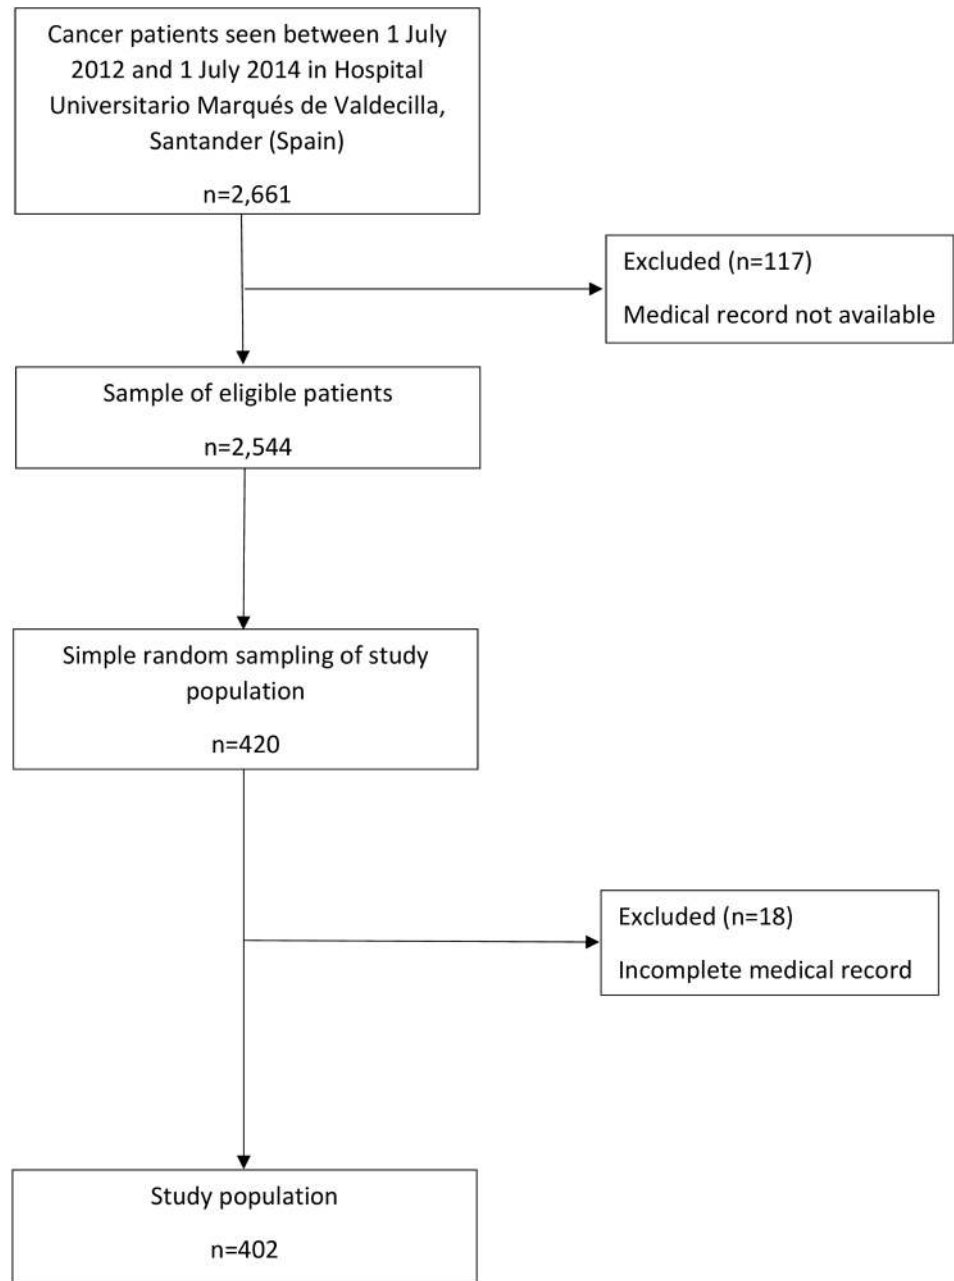 Cancer patients seen between 1 July
2012 and 1 July 2014 in Hospital
Universitario Marqués de Valdecilla,
Santander (Spain)
n=2,661
Excluded (n=117)
Medical record not available
Sample of eligible patients
n=2,544
Simple random sampling of study
population
n=420
Excluded (n=18)
Incomplete medical record
Study population
n=402